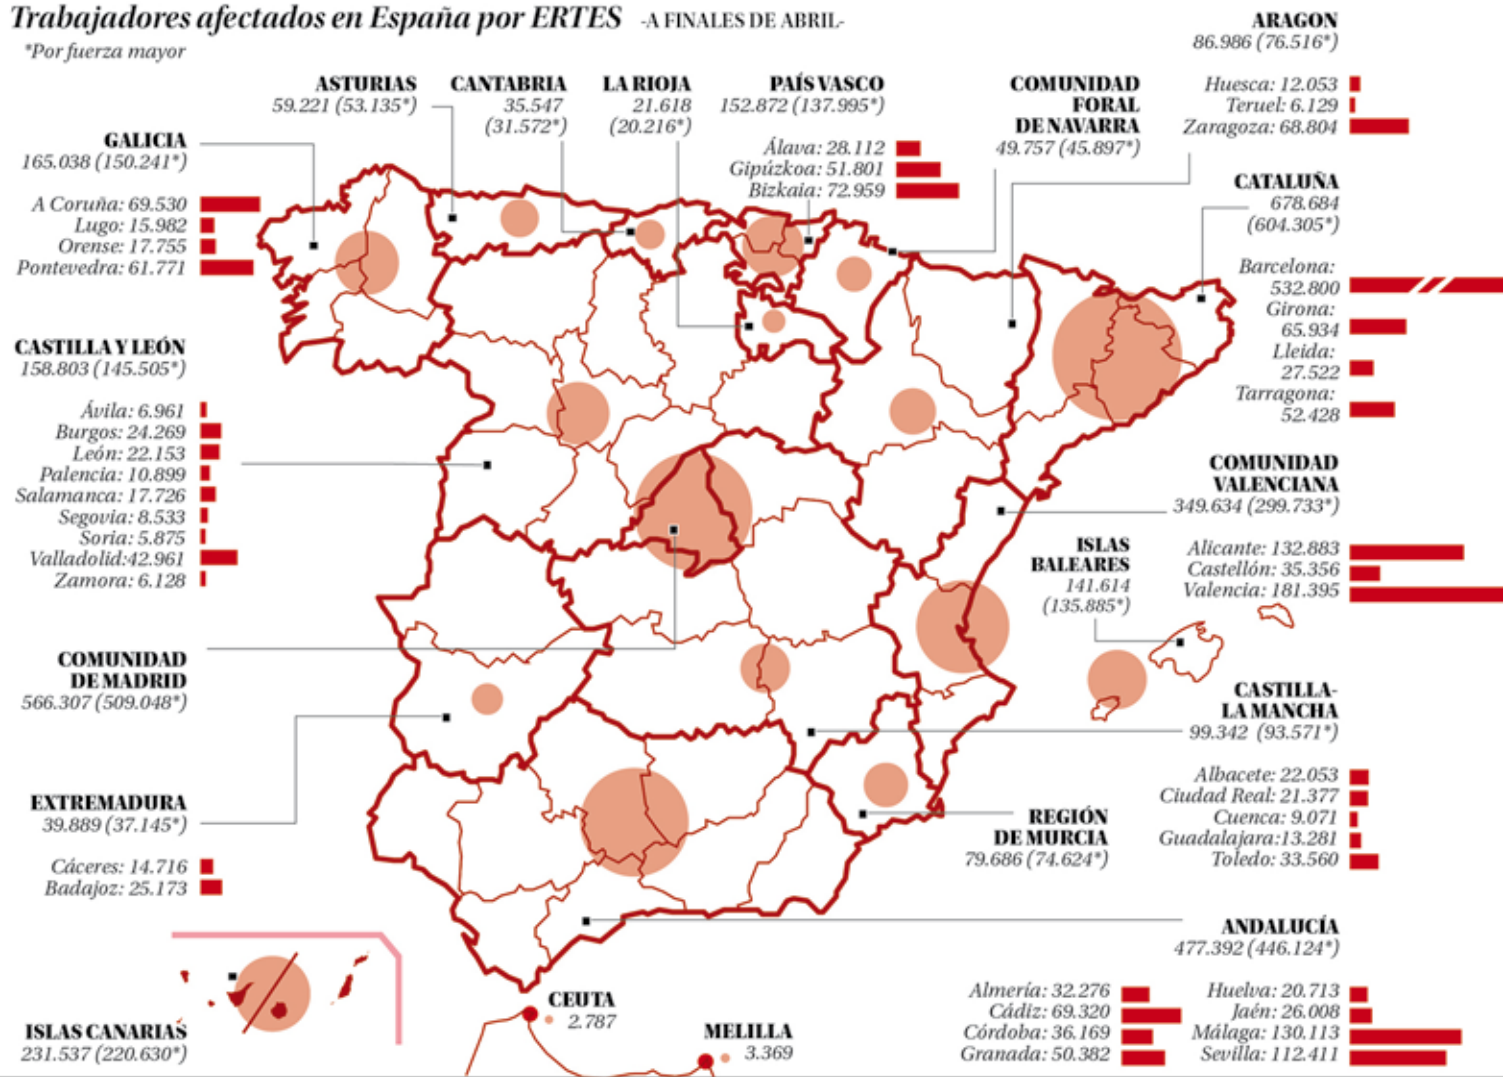 Trabajadores afectados en España por ERTES -A FINALES DE ABRIL-
*Por fuerza mayor
ASTURIAS
59.221 (53.135*)
CANTABRIA
35.547
(31.572*)
LA RIOJA
21.618
(20.216*)
PAÍS VASCO
152.872 (137.995*)
Álava: 28.112
Gipúzkoa: 51.801
Bizkaia: 72.959
COMUNIDAD
FORAL
DE NAVARRA
49.757 (45.897*)
ARAGON
86.986 (76.516*)
Huesca: 12.053
Teruel: 6.129
Zaragoza: 68.804
GALICIA
165.038 (150.241*)
A Coruña: 69.530
Lugo: 15.982
Orense: 17.755
Pontevedra: 61.771
CATALUÑA
678.684
(604.305*)
Barcelona:
532.800
Girona:
65.934
Lleida:
27.522
Tarragona:
52.428
CASTILLA Y LEÓN
158.803 (145.505*)
Ávila: 6.961
Burgos: 24.269
León: 22.153
Palencia: 10.899
Salamanca: 17.726
Segovia: 8.533
Soria: 5.875
Valladolid:42.961
Zamora: 6.128
COMUNIDAD
VALENCIANA
349.634 (299.733*)
Alicante: 132.883
Castellón: 35.356
Valencia: 181.395
ISLAS
BALEARES
141.614
(135.885*)
COMUNIDAD
DE MADRID
566.307 (509.048*)
CASTILLA-
LA MANCHA
99.342 (93.571*)
Albacete: 22.053
Ciudad Real: 21.377
Cuenca: 9.071
Guadalajara:13.281
Toledo: 33.560
EXTREMADURA
39.889 (37.145*)
Cáceres: 14.716
Badajoz: 25.173
REGIÓN
DE MURCIA
79.686 (74.624*)
ANDALUCÍA
477.392 (446.124*)
Almería: 32.276
Cádiz: 69.320
Córdoba: 36.169
Granada: 50.382
Huelva: 20.713
Jaén: 26.008
Málaga: 130.113
Sevilla: 112.411
ISLAS CANARIAS
231.537 (220.630*)
CEUTA
2.787
MELILLA
3.369